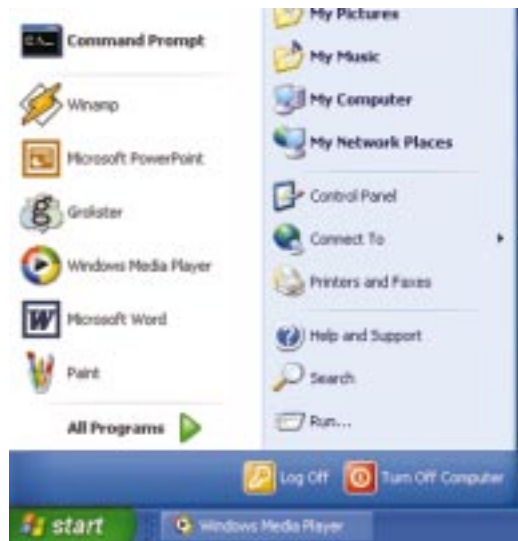 Command Prompt
Winamp
Microsoft PowerPoint
Grokster
Windows Media Player
Microsoft Word
Paint
All Programs
My Pictures
My Music
My Computer
My Network Places
Control Panel
Connect To
Printers and Faxes
Help and Support
Search
Run...
Log Off
Turn Off Computer
start
Windows Media Player